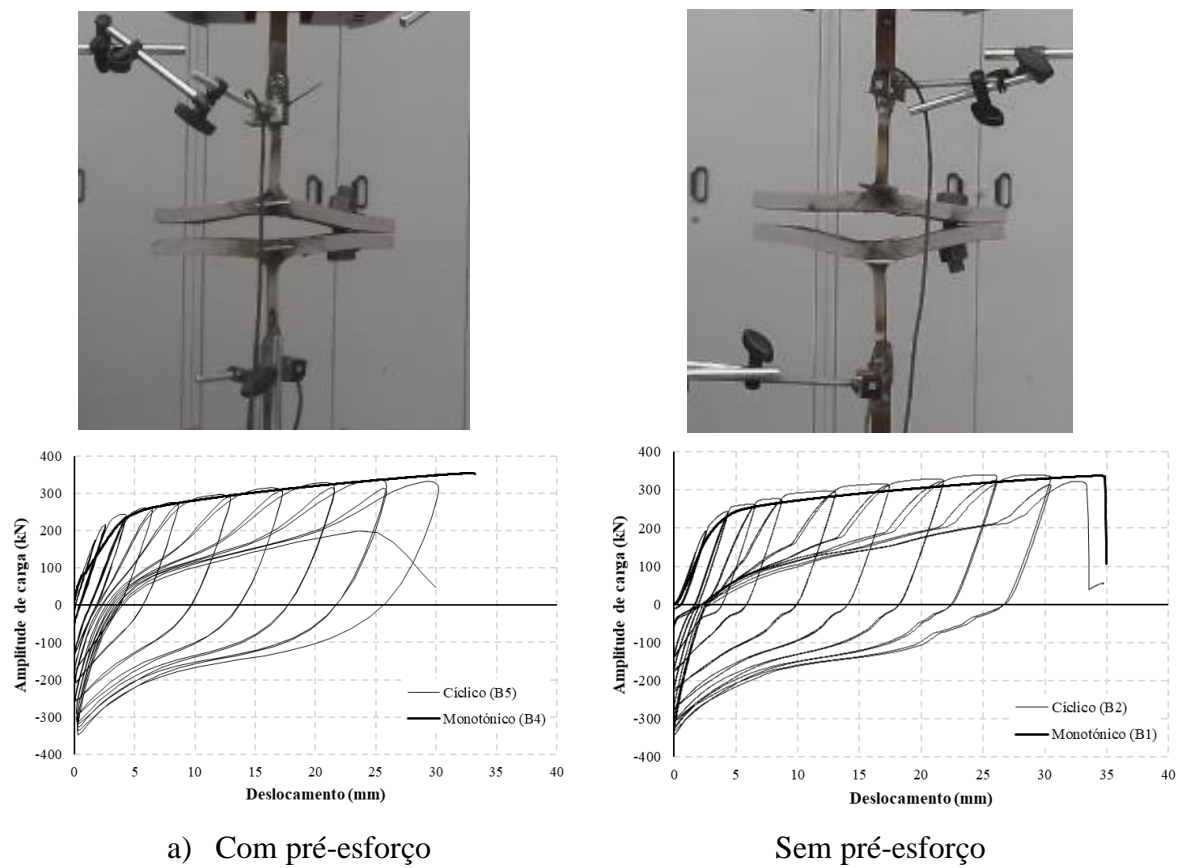 400
300
200
100
0
-100
-200
-300
-400
Amplitude de carga (kN)
Cíclico (B5)
Monotónico (B4)
0 5 10 15 20 25 30 35 40
Deslocamento (mm)
400
300
200
100
0
-100
-200
-300
-400
Amplitude de carga (kN)
Cíclico (B2)
Monotónico (B1)
0 5 10 15 20 25 30 35 40
Deslocamento (mm)
a) Com pré-esforço
Sem pré-esforço